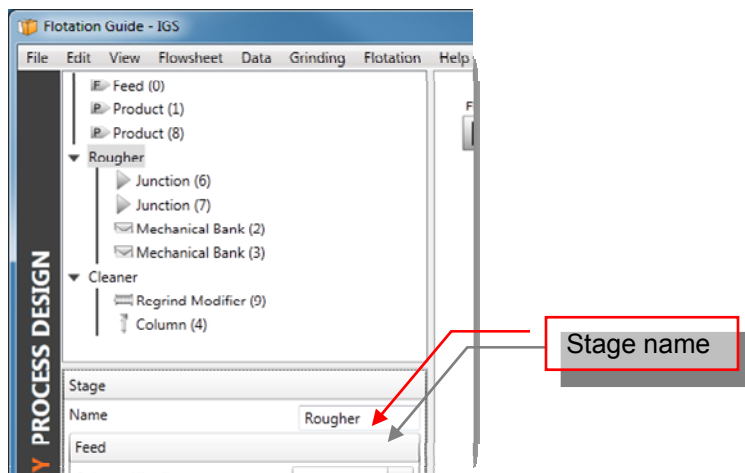 Flotation Guide - IGS
File Edit View Flowsheet Data Grinding Flotation Help
Feed (0)
Product (1)
Product (8)
Rougher
Junction (6)
Junction (7)
Mechanical Bank (2)
Mechanical Bank (3)
Cleaner
Regrind Modifier (9)
Column (4)
Stage
Name Rougher
Feed
PROCESS DESIGN
Stage name